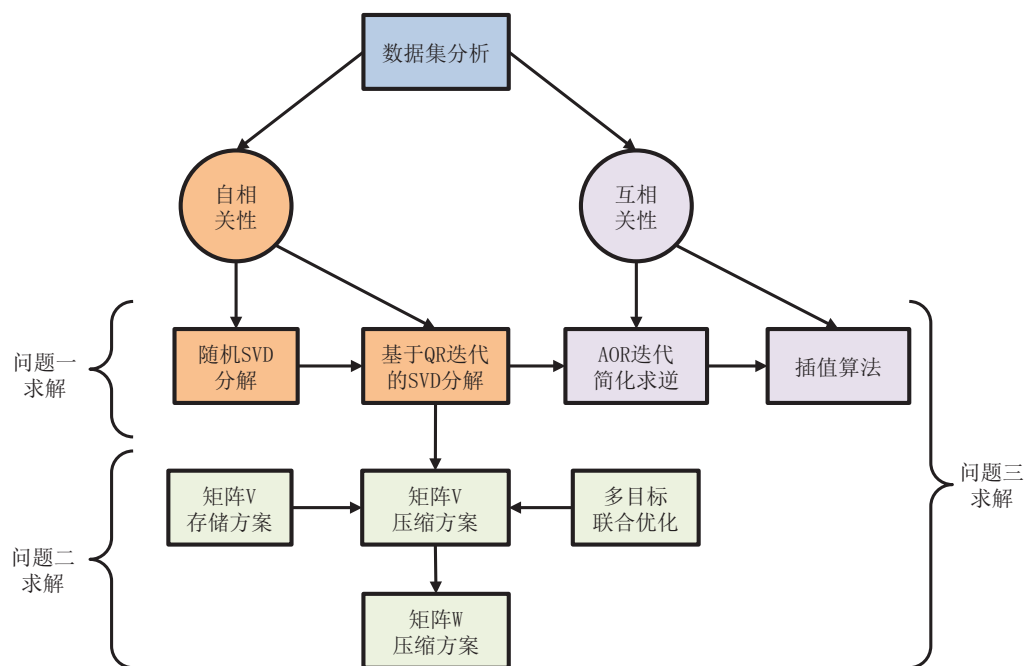 数据集分析
自相
关性
互相
关性
问题一
求解
随机SVD
分解
基于QR迭代
的SVD分解
AOR迭代
简化求逆
插值算法
矩阵V
存储方案
矩阵V
压缩方案
多目标
联合优化
问题三
求解
问题二
求解
矩阵W
压缩方案